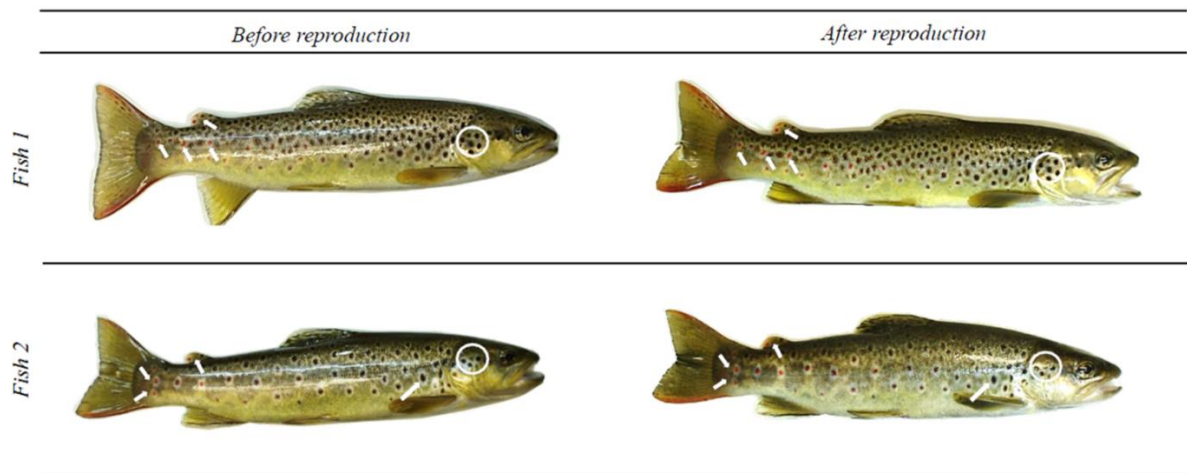 Before reproduction
After reproduction
Fish 1
Fish 2